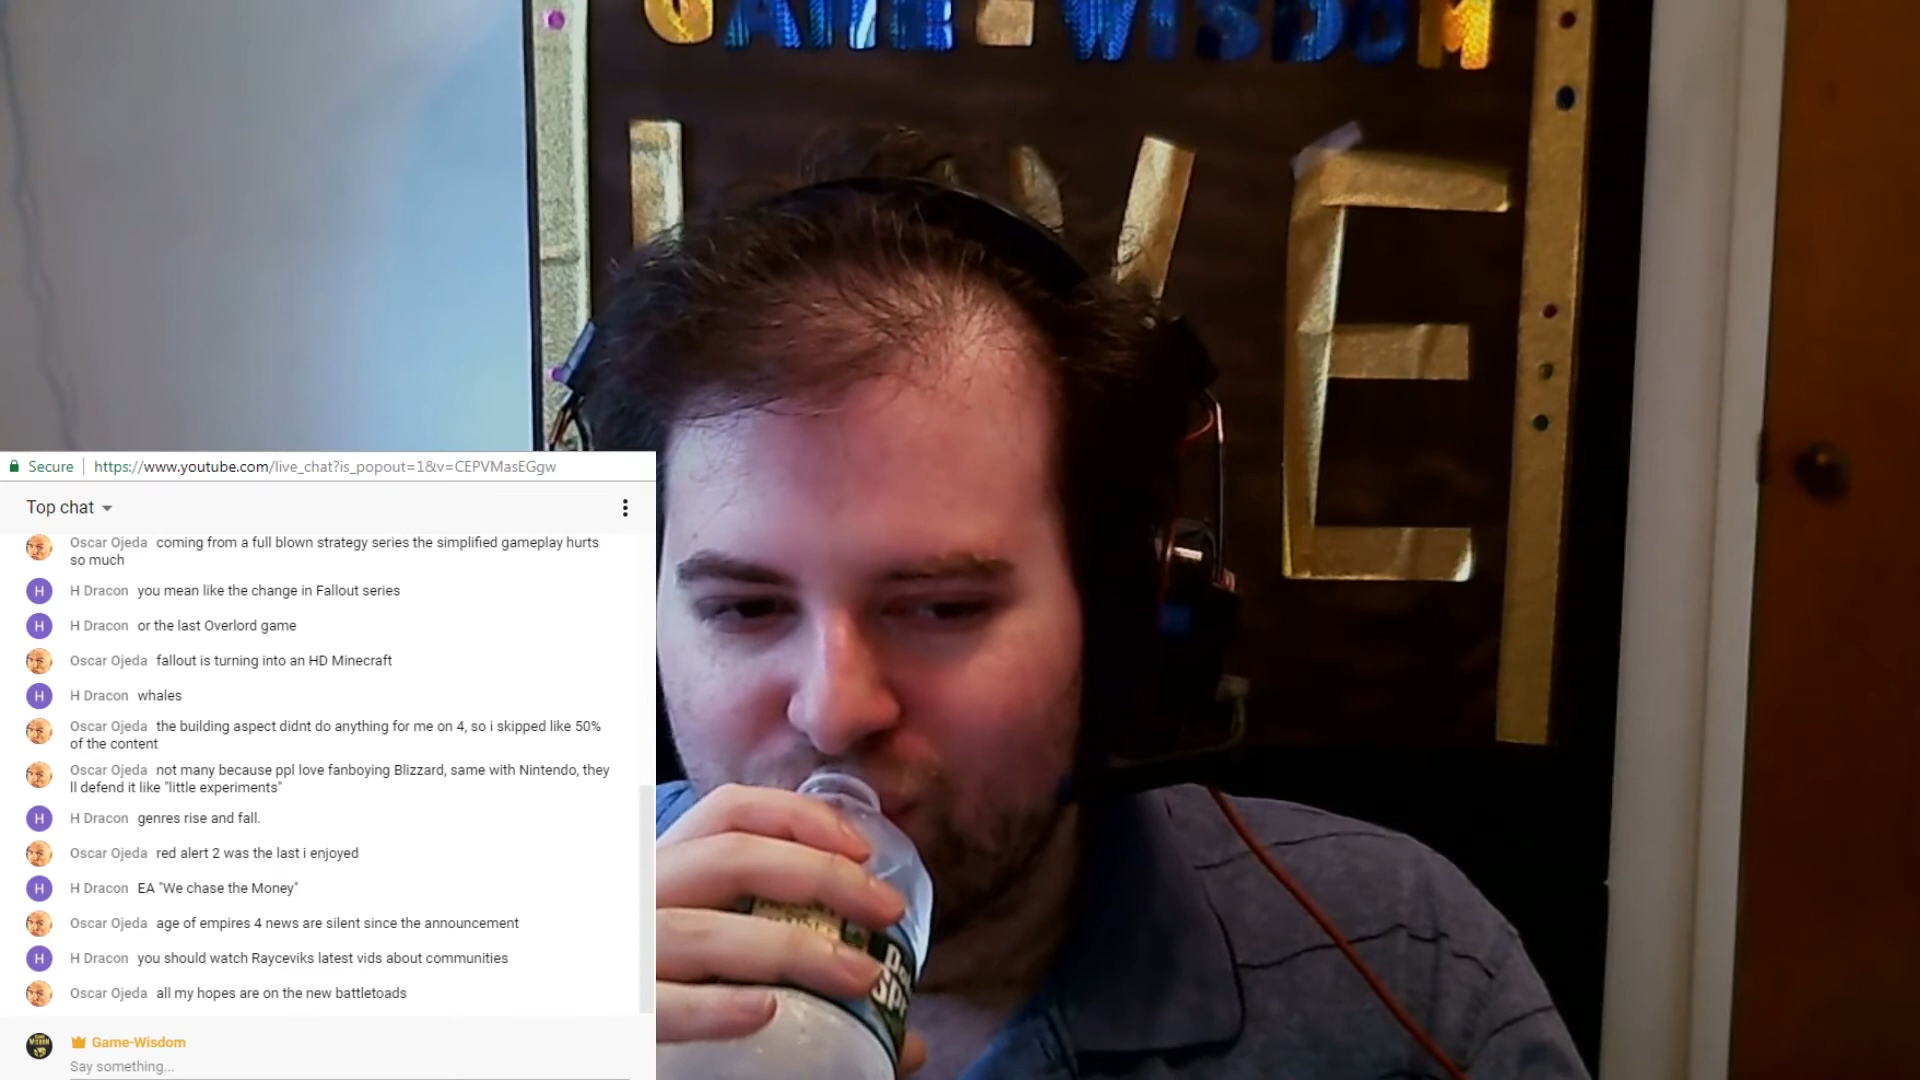 GAME-WISDOM
LIVE
Secure https://www.youtube.com/live_chat?is_popout=1&v=CEPVMasEGgw
Top chat
Oscar Ojeda coming from a full blown strategy series the simplified gameplay hurts
so much
H H Dracon you mean like the change in Fallout series
H H Dracon or the last Overlord game
Oscar Ojeda fallout is turning into an HD Minecraft
H H Dracon whales
Oscar Ojeda the building aspect didnt do anything for me on 4, so i skipped like 50%
of the content
Oscar Ojeda not many because ppl love fanboying Blizzard, same with Nintendo, they
ll defend it like "little experiments"
H H Dracon genres rise and fall.
Oscar Ojeda red alert 2 was the last i enjoyed
H H Dracon EA "We chase the Money"
Oscar Ojeda age of empires 4 news are silent since the announcement
H H Dracon you should watch Rayceviks latest vids about communities
Oscar Ojeda all my hopes are on the new battletoads
Game-Wisdom
Say something...